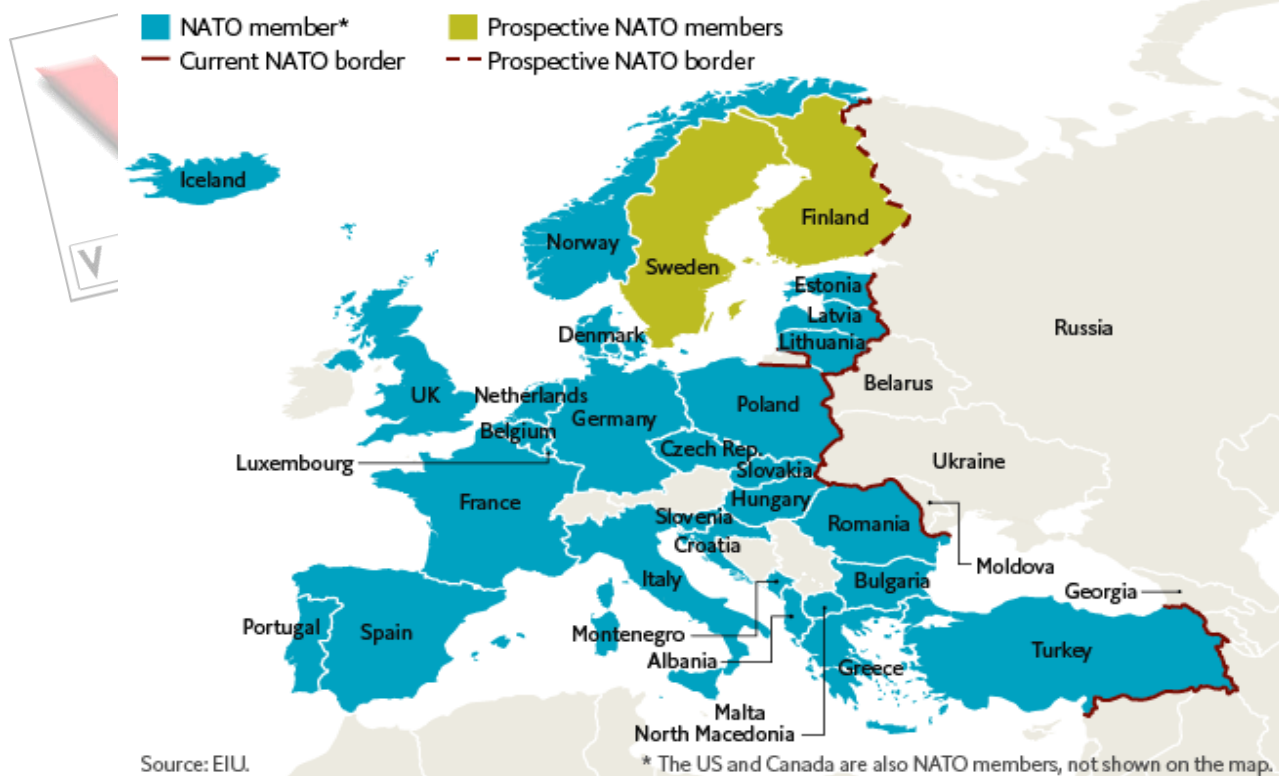 NATO member*
Prospective NATO members
Current NATO border
Prospective NATO border
Iceland
Norway
Finland
Sweden
Estonia
Latvia
Lithuania
Denmark
Russia
Belarus
UK
Netherlands
Germany
Poland
Belgium
Czech Rep.
Luxembourg
Slovakia
Ukraine
France
Hungary
Slovenia
Romania
Croatia
Moldova
Italy
Bulgaria
Georgia
Portugal
Spain
Montenegro
Albania
Greece
Turkey
Malta
North Macedonia
Source: EIU.
* The US and Canada are also NATO members, not shown on the map.